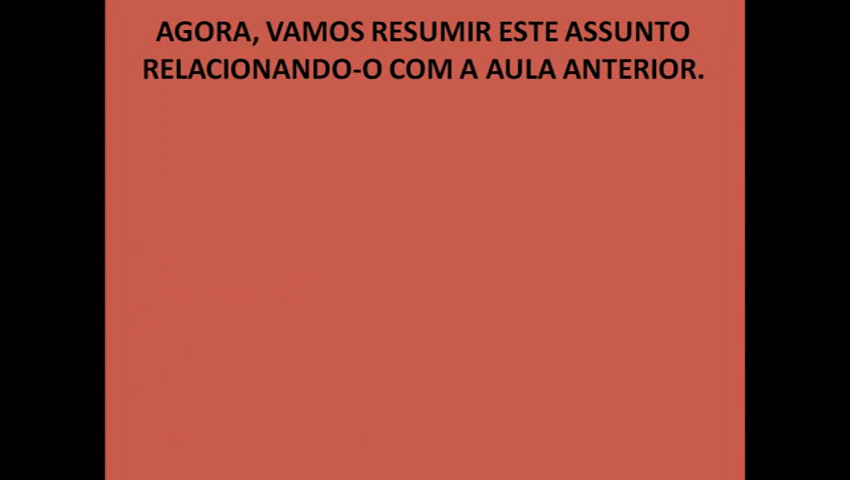 AGORA, VAMOS RESUMIR ESTE ASSUNTO
RELACIONANDO-O COM A AULA ANTERIOR.